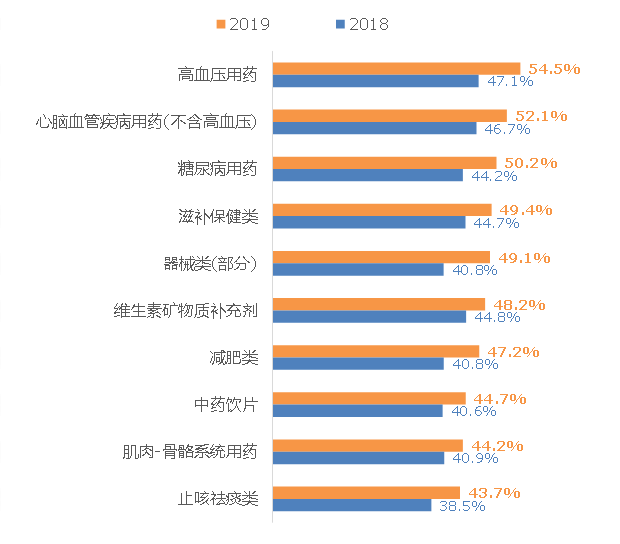 2019 2018
高血压用药 54.5%
47.1%
心脑血管疾病用药(不含高血压) 52.1%
46.7%
糖尿病用药 50.2%
44.2%
滋补保健类 49.4%
44.7%
器械类(部分) 49.1%
40.8%
维生素矿物质补充剂 48.2%
44.8%
减肥类 47.2%
40.8%
中药饮片 44.7%
40.6%
肌肉-骨骼系统用药 44.2%
40.9%
止咳祛痰类 43.7%
38.5%